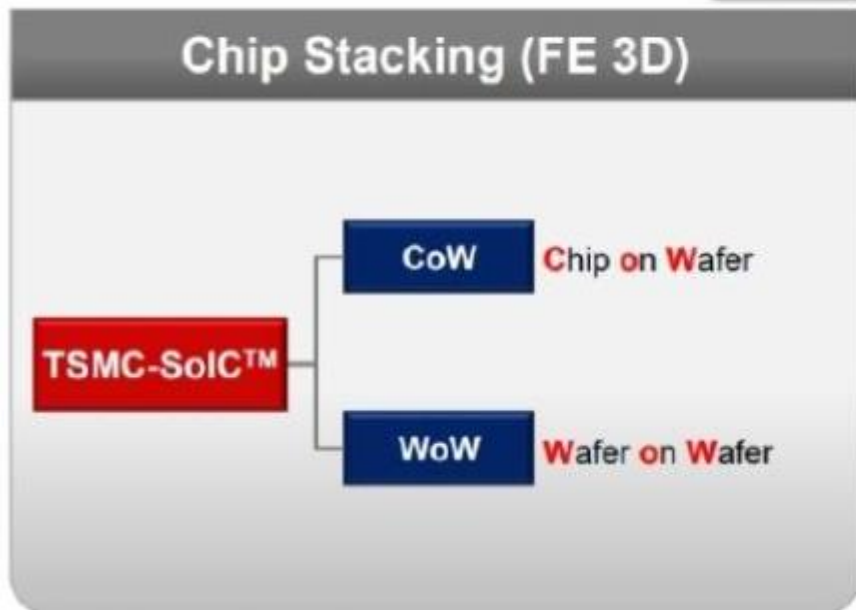 Chip Stacking (FE 3D)
CoW
Chip on Wafer
TSMC-SoIC™
WoW
Wafer on Wafer